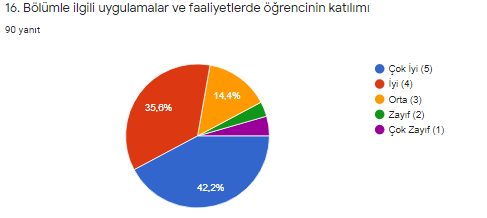 16. Bölümle ilgili uygulamalar ve faaliyetlerde öğrencinin katılımı
90 yanıt
Çok İyi (5)
İyi (4)
Orta (3)
Zayıf (2)
Çok Zayıf (1)
14,4%
35,6%
42,2%